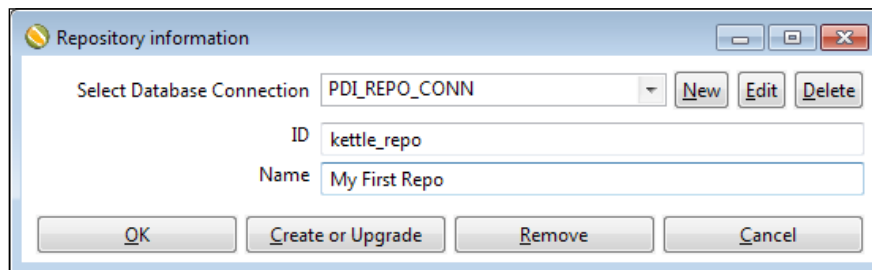 Repository information
Select Database Connection PDI_REPO_CONN New Edit Delete
ID kettle_repo
Name My First Repo
OK Create or Upgrade Remove Cancel